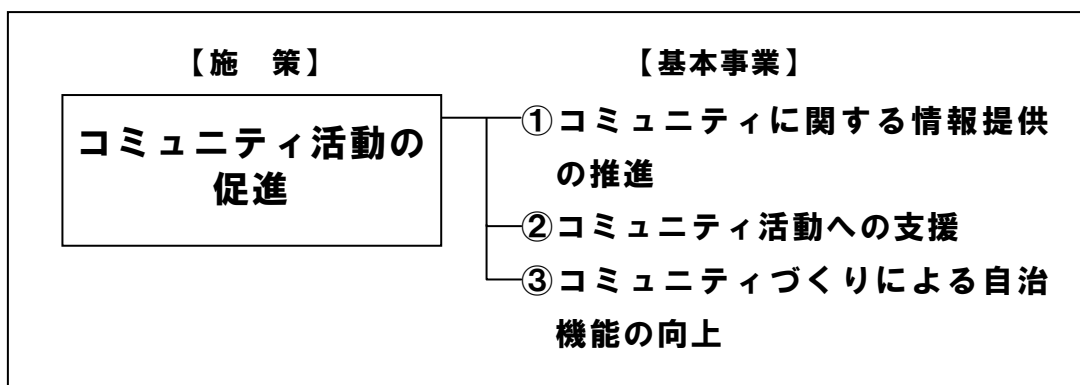 【施　策】
【基本事業】
コミュニティ活動の
促進
①コミュニティに関する情報提供
の推進
②コミュニティ活動への支援
③コミュニティづくりによる自治
機能の向上